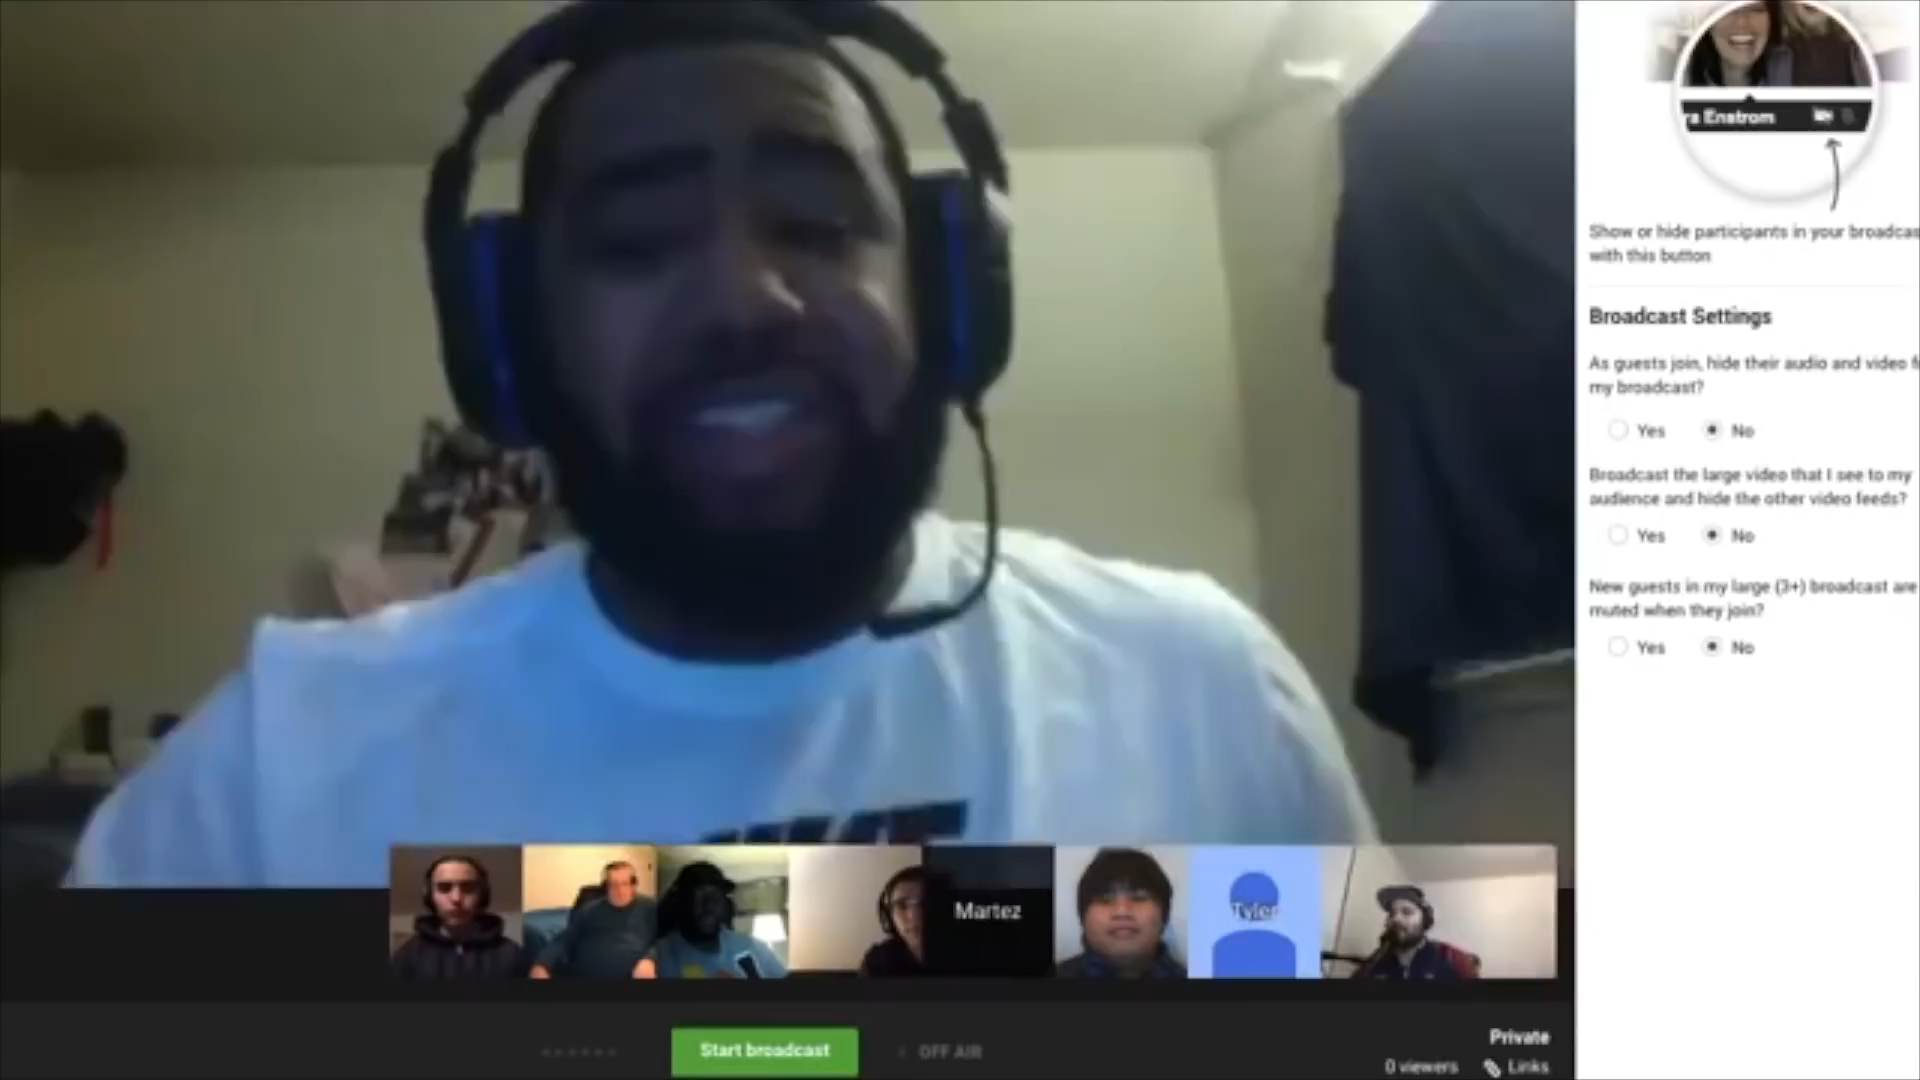 ra Enstrom
Show or hide participants in your broadcas
with this button
Broadcast Settings
As guests join, hide their audio and video f
my broadcast?
Yes No
Broadcast the large video that I see to my
audience and hide the other video feeds?
Yes No
New guests in my large (3+) broadcast are
muted when they join?
Yes No
Martez
Tyler
Start broadcast
OFF AIR
Private
0 viewers
Links